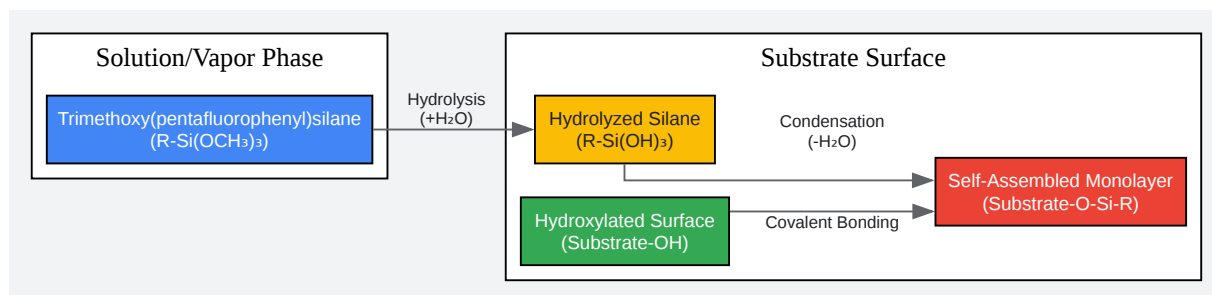 Solution/Vapor Phase
Trimethoxy(pentafluorophenyl)silane
(R-Si(OCH₃)₃)
Hydrolysis
(+H₂O)
Substrate Surface
Hydrolyzed Silane
(R-Si(OH)₃)
Condensation
(-H₂O)
Hydroxylated Surface
(Substrate-OH)
Covalent Bonding
Self-Assembled Monolayer
(Substrate-O-Si-R)